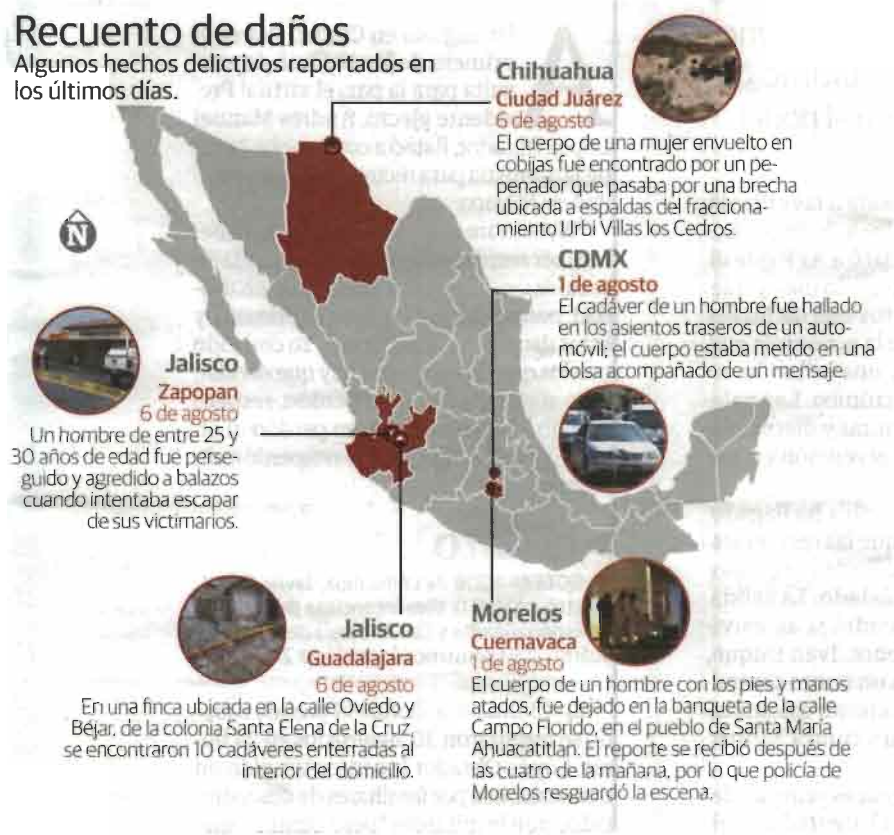 Recuento de daños
Algunos hechos delictivos reportados en
los últimos días.
Chihuahua
Ciudad Juárez
6 de agosto
El cuerpo de una mujer envuelto en
cobijas fue encontrado por un pe-
penador que pasaba por una brecha
ubicada a espaldas del fracciona-
miento Urbi Villas los Cedros.
N
CDMX
1 de agosto
El cadáver de un hombre fue hallado
en los asientos traseros de un auto-
móvil; el cuerpo estaba metido en una
bolsa acompañado de un mensaje.
Jalisco
Zapopan
6 de agosto
Un hombre de entre 25 y
30 años de edad fue perse-
guido y agredido a balazos
cuando intentaba escapar
de sus victimarios.
Jalisco
Guadalajara
6 de agosto
En una finca ubicada en la calle Oviedo y
Béjar, de la colonia Santa Elena de la Cruz
se encontraron 10 cadáveres enterradas al
interior del domicilio.
Morelos
Cuernavaca
1 de agosto
El cuerpo de un hombre con los pies y manos
atados, fue dejado en la banqueta de la calle
Campo Florido, en el pueblo de Santa María
Ahuacatitlan. El reporte se recibió después de
las cuatro de la mañana, por lo que policía de
Morelos resguardó la escena.